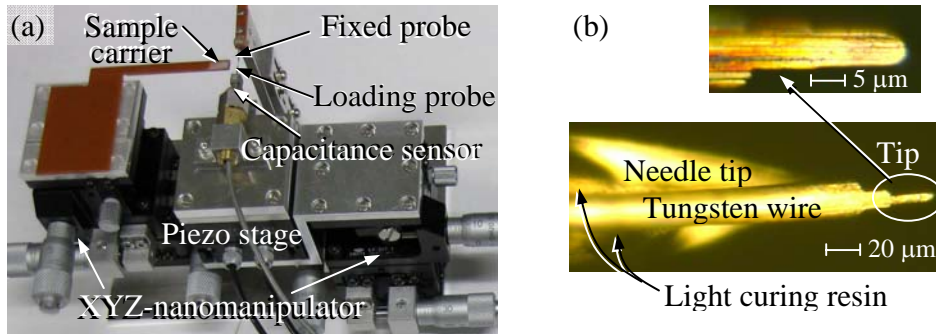 (a)
Sample
carrier
Fixed probe
Loading probe
Capacitance sensor
Piezo stage
XYZ-nanomanipulator
(b)
5 µm
Tip
Needle tip
Tungsten wire
20 µm
Light curing resin